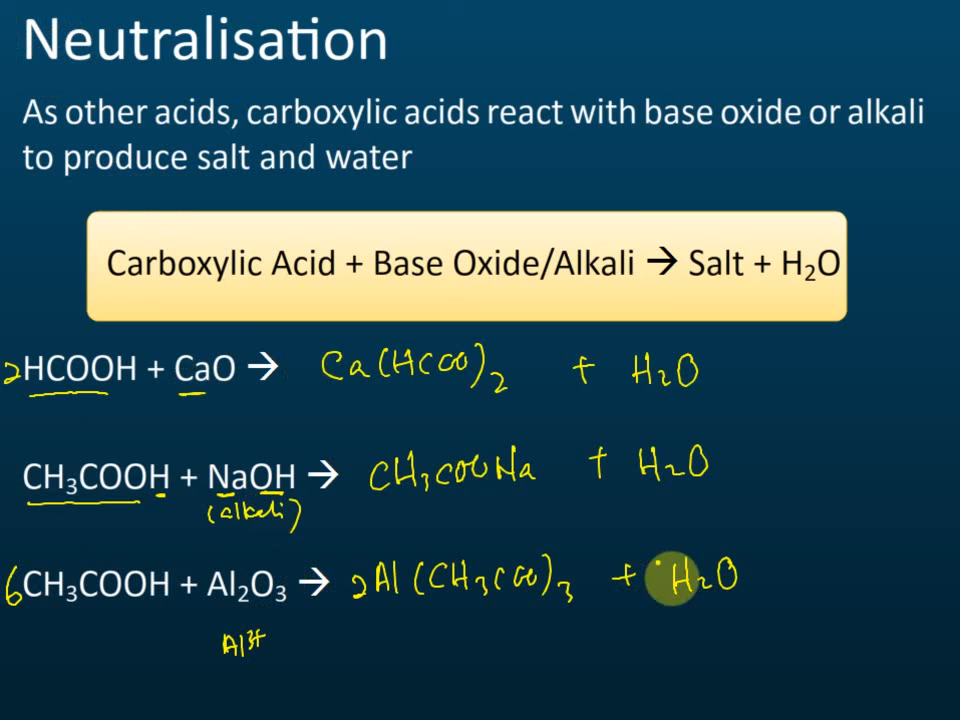 Neutralisation
As other acids, carboxylic acids react with base oxide or alkali
to produce salt and water
Carboxylic Acid + Base Oxide/Alkali → Salt + H₂O
2HCOOH + CaO → Ca(HCOO)₂ + H₂O
CH₃COOH + NaOH → CH₃COONa + H₂O
(alkali)
6CH₃COOH + Al₂O₃ → 2Al(CH₃COO)₃ + H₂O
Al³⁺